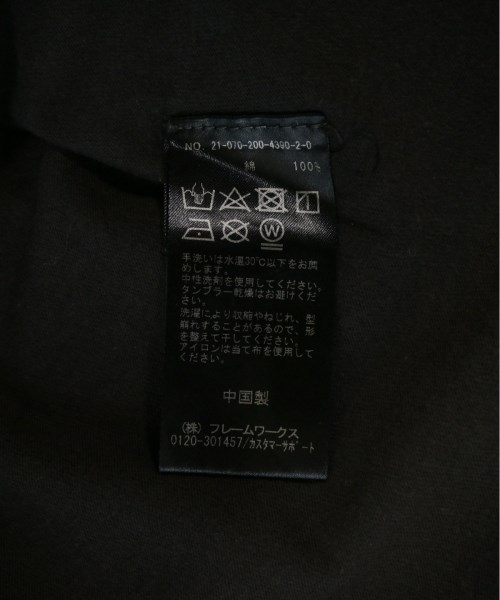 NO. 21-070-200-4300-2-0
綿 100%
W
手洗いは水温30℃以下をお奨
めします。
中性洗剤を使用してください。
タンブラー乾燥はお避けくだ
さい。
洗濯により収縮やねじれ、型
崩れすることがあるので、形
を整えて干してください。
アイロンは当て布を使用して
ください。
中国製
(株) フレームワークス
0120-301457/カスタマーサポート